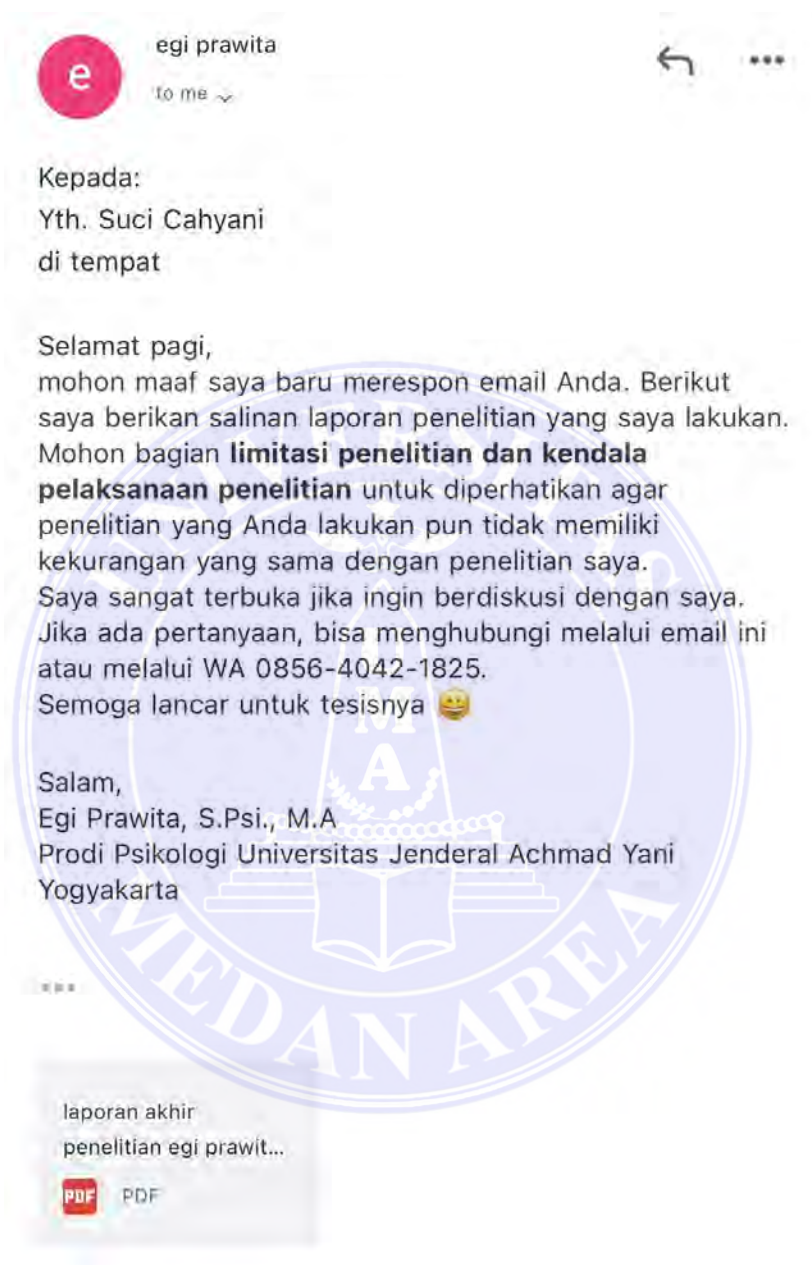 e
egi prawita
to me
Kepada:
Yth. Suci Cahyani
di tempat
Selamat pagi,
mohon maaf saya baru merespon email Anda. Berikut
saya berikan salinan laporan penelitian yang saya lakukan.
Mohon bagian limitasi penelitian dan kendala
pelaksanaan penelitian untuk diperhatikan agar
penelitian yang Anda lakukan pun tidak memiliki
kekurangan yang sama dengan penelitian saya.
Saya sangat terbuka jika ingin berdiskusi dengan saya.
Jika ada pertanyaan, bisa menghubungi melalui email ini
atau melalui WA 0856-4042-1825.
Semoga lancar untuk tesisnya 😀
Salam,
Egi Prawita, S.Psi., M.A
Prodi Psikologi Universitas Jenderal Achmad Yani
Yogyakarta
laporan akhir
penelitian egi prawit...
PDF PDF
UNIVERSITAS
UMA
MEDAN AREA